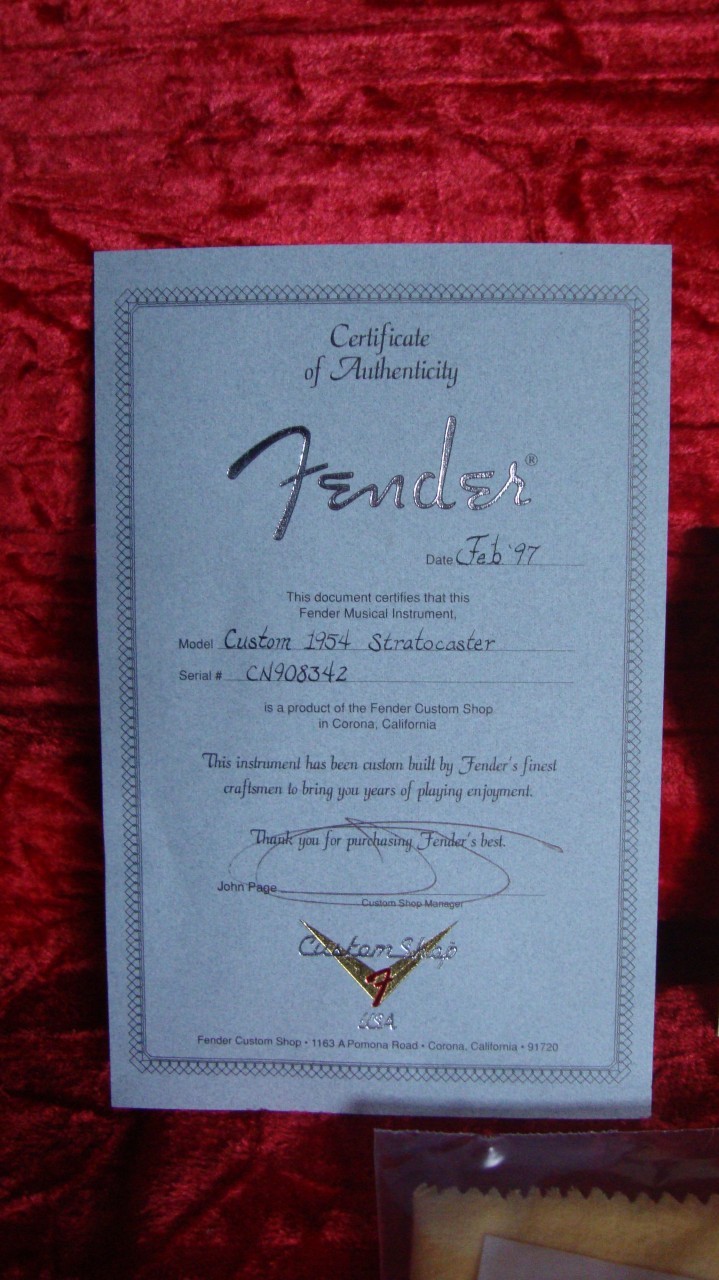 Certificate
of Authenticity
Fender®
Date Feb '97
This document certifies that this
Fender Musical Instrument,
Model Custom 1954 Stratocaster
Serial # CN908342
is a product of the Fender Custom Shop
in Corona, California
This instrument has been custom built by Fender's finest
craftsmen to bring you years of playing enjoyment.
Thank you for purchasing Fender's best.
John Page
Custom Shop Manager
Custom Shop
F
USA
Fender Custom Shop • 1163 A Pomona Road • Corona, California • 91720